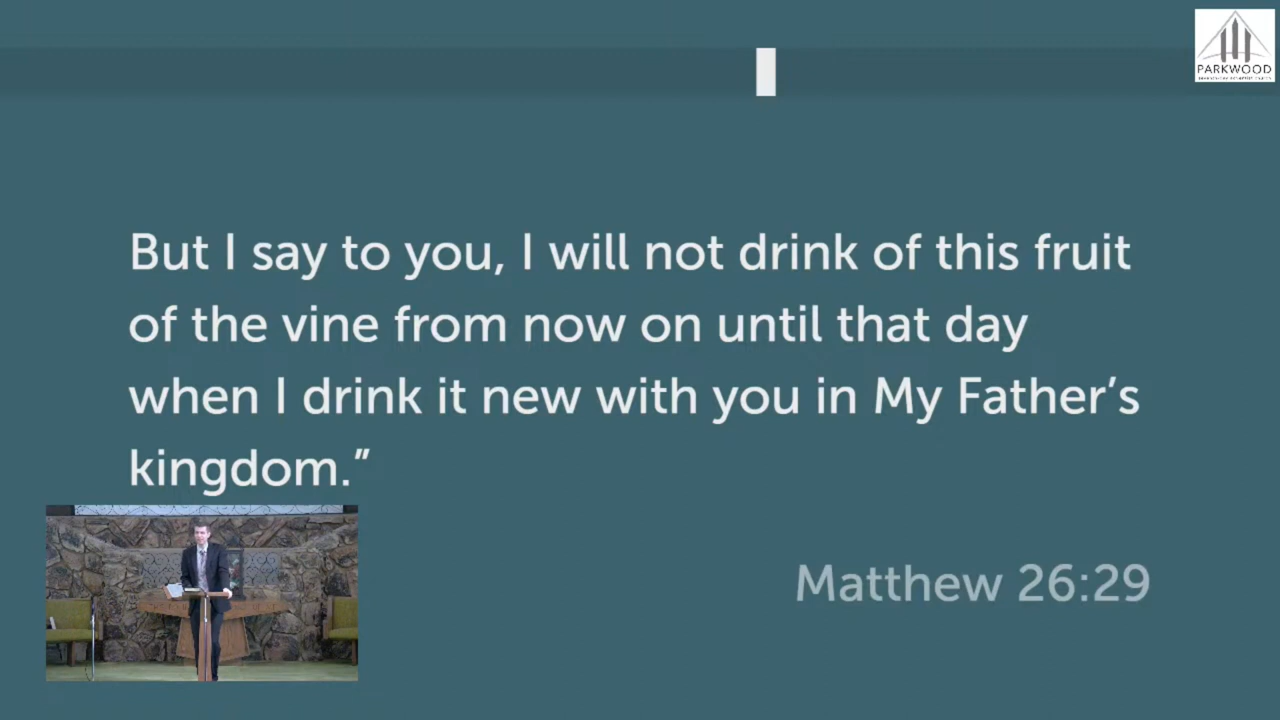 PARKWOOD
But I say to you, I will not drink of this fruit
of the vine from now on until that day
when I drink it new with you in My Father’s
kingdom.”
Matthew 26:29